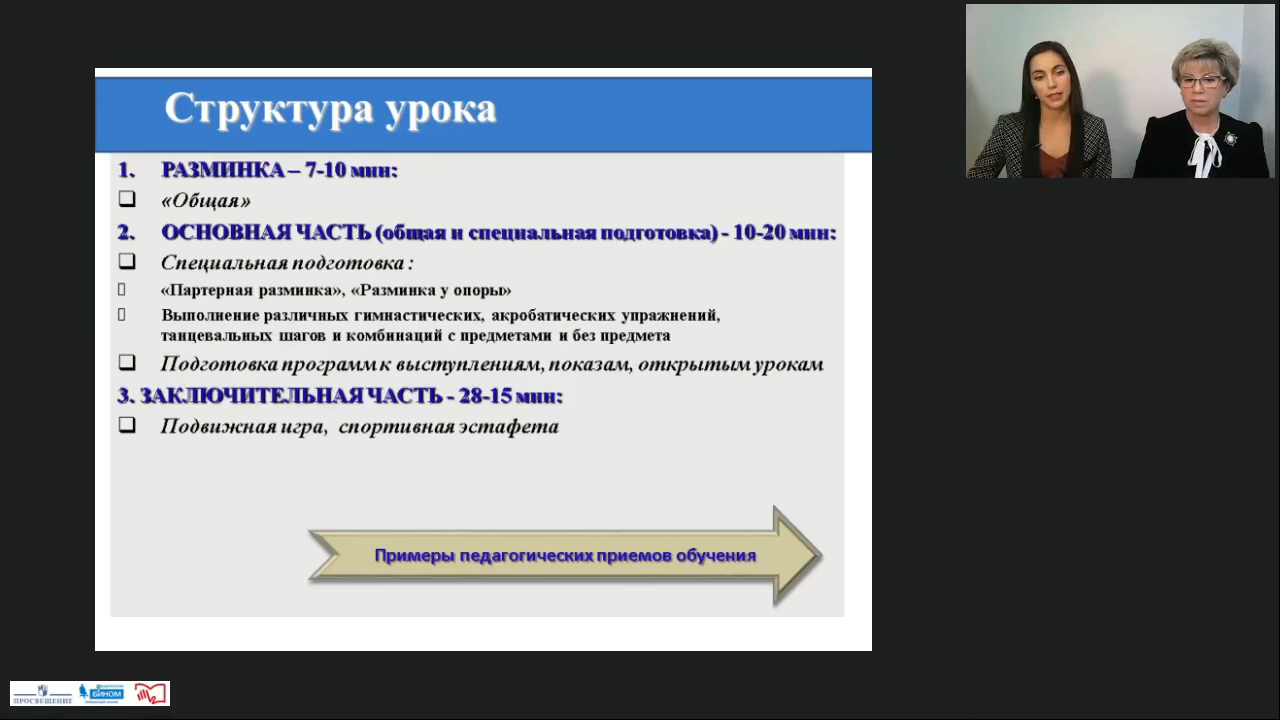 Структура урока
1. РАЗМИНКА – 7-10 мин:
«Общая»
2. ОСНОВНАЯ ЧАСТЬ (общая и специальная подготовка) - 10-20 мин:
Специальная подготовка :
«Партерная разминка», «Разминка у опоры»
Выполнение различных гимнастических, акробатических упражнений,
танцевальных шагов и комбинаций с предметами и без предмета
Подготовка программ к выступлениям, показам, открытым урокам
3. ЗАКЛЮЧИТЕЛЬНАЯ ЧАСТЬ - 28-15 мин:
Подвижная игра, спортивная эстафета
Примеры педагогических приемов обучения
ПРОСВЕЩЕНИЕ
БИНОМ